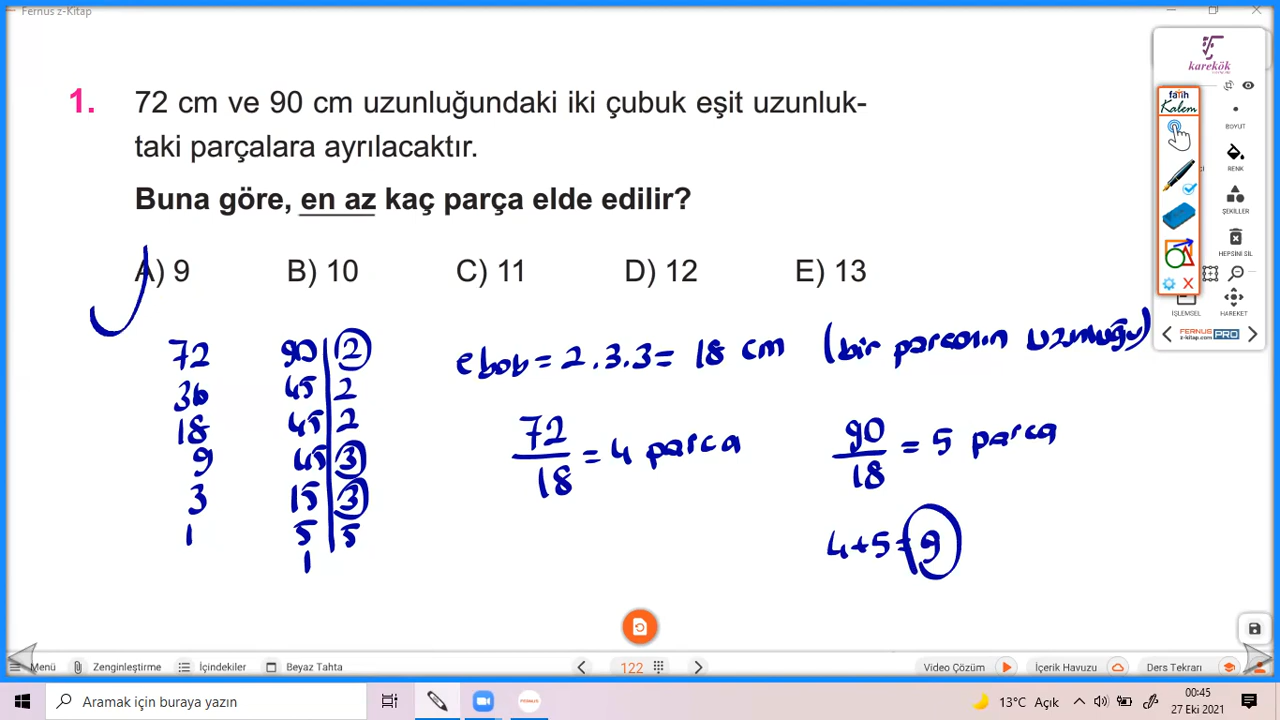 Fernus z-Kitap
1. 72 cm ve 90 cm uzunluğundaki iki çubuk eşit uzunluk-
taki parçalara ayrılacaktır.
Buna göre, en az kaç parça elde edilir?
A) 9 B) 10 C) 11 D) 12 E) 13
72 90 2
36 45 2
18 45 2
9 45 3
3 15 3
1 5 5
1
ebob = 2.3.3 = 18 cm (bir parçanın uzunluğu)
72/18 = 4 parça
90/18 = 5 parça
4+5=9
karekök
fatih
Kalem
BOYUT
RENK
ŞEKİLLER
HEPSİNİ SİL
İŞLEMSEL
HAREKET
FERNUS PRO
z-kitap.com
Menü Zenginleştirme İçindekiler Beyaz Tahta 122 Video Çözüm İçerik Havuzu Ders Tekrarı
Aramak için buraya yazın FERNUS 13°C Açık 00:45
27 Eki 2021